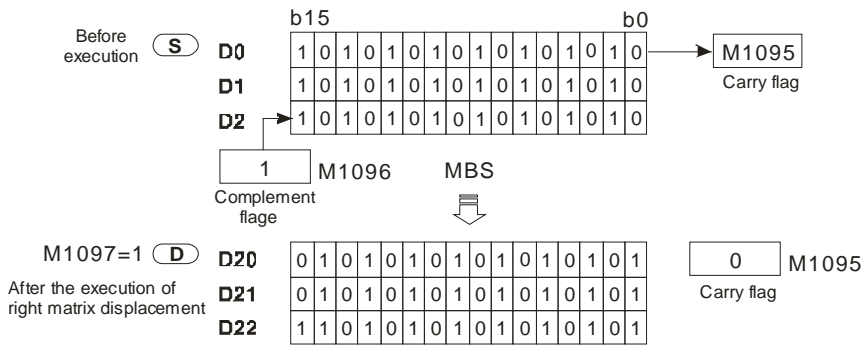 b15 b0
Before execution S D0 1 0 1 0 1 0 1 0 1 0 1 0 1 0 1 0 M1095
Carry flag
D1 1 0 1 0 1 0 1 0 1 0 1 0 1 0 1 0
D2 1 0 1 0 1 0 1 0 1 0 1 0 1 0 1 0
1 M1096 MBS
Complement
flage
M1097=1 D D20 0 1 0 1 0 1 0 1 0 1 0 1 0 1 0 1 0 M1095
Carry flag
After the execution of
right matrix displacement
D21 0 1 0 1 0 1 0 1 0 1 0 1 0 1 0 1
D22 1 1 0 1 0 1 0 1 0 1 0 1 0 1 0 1